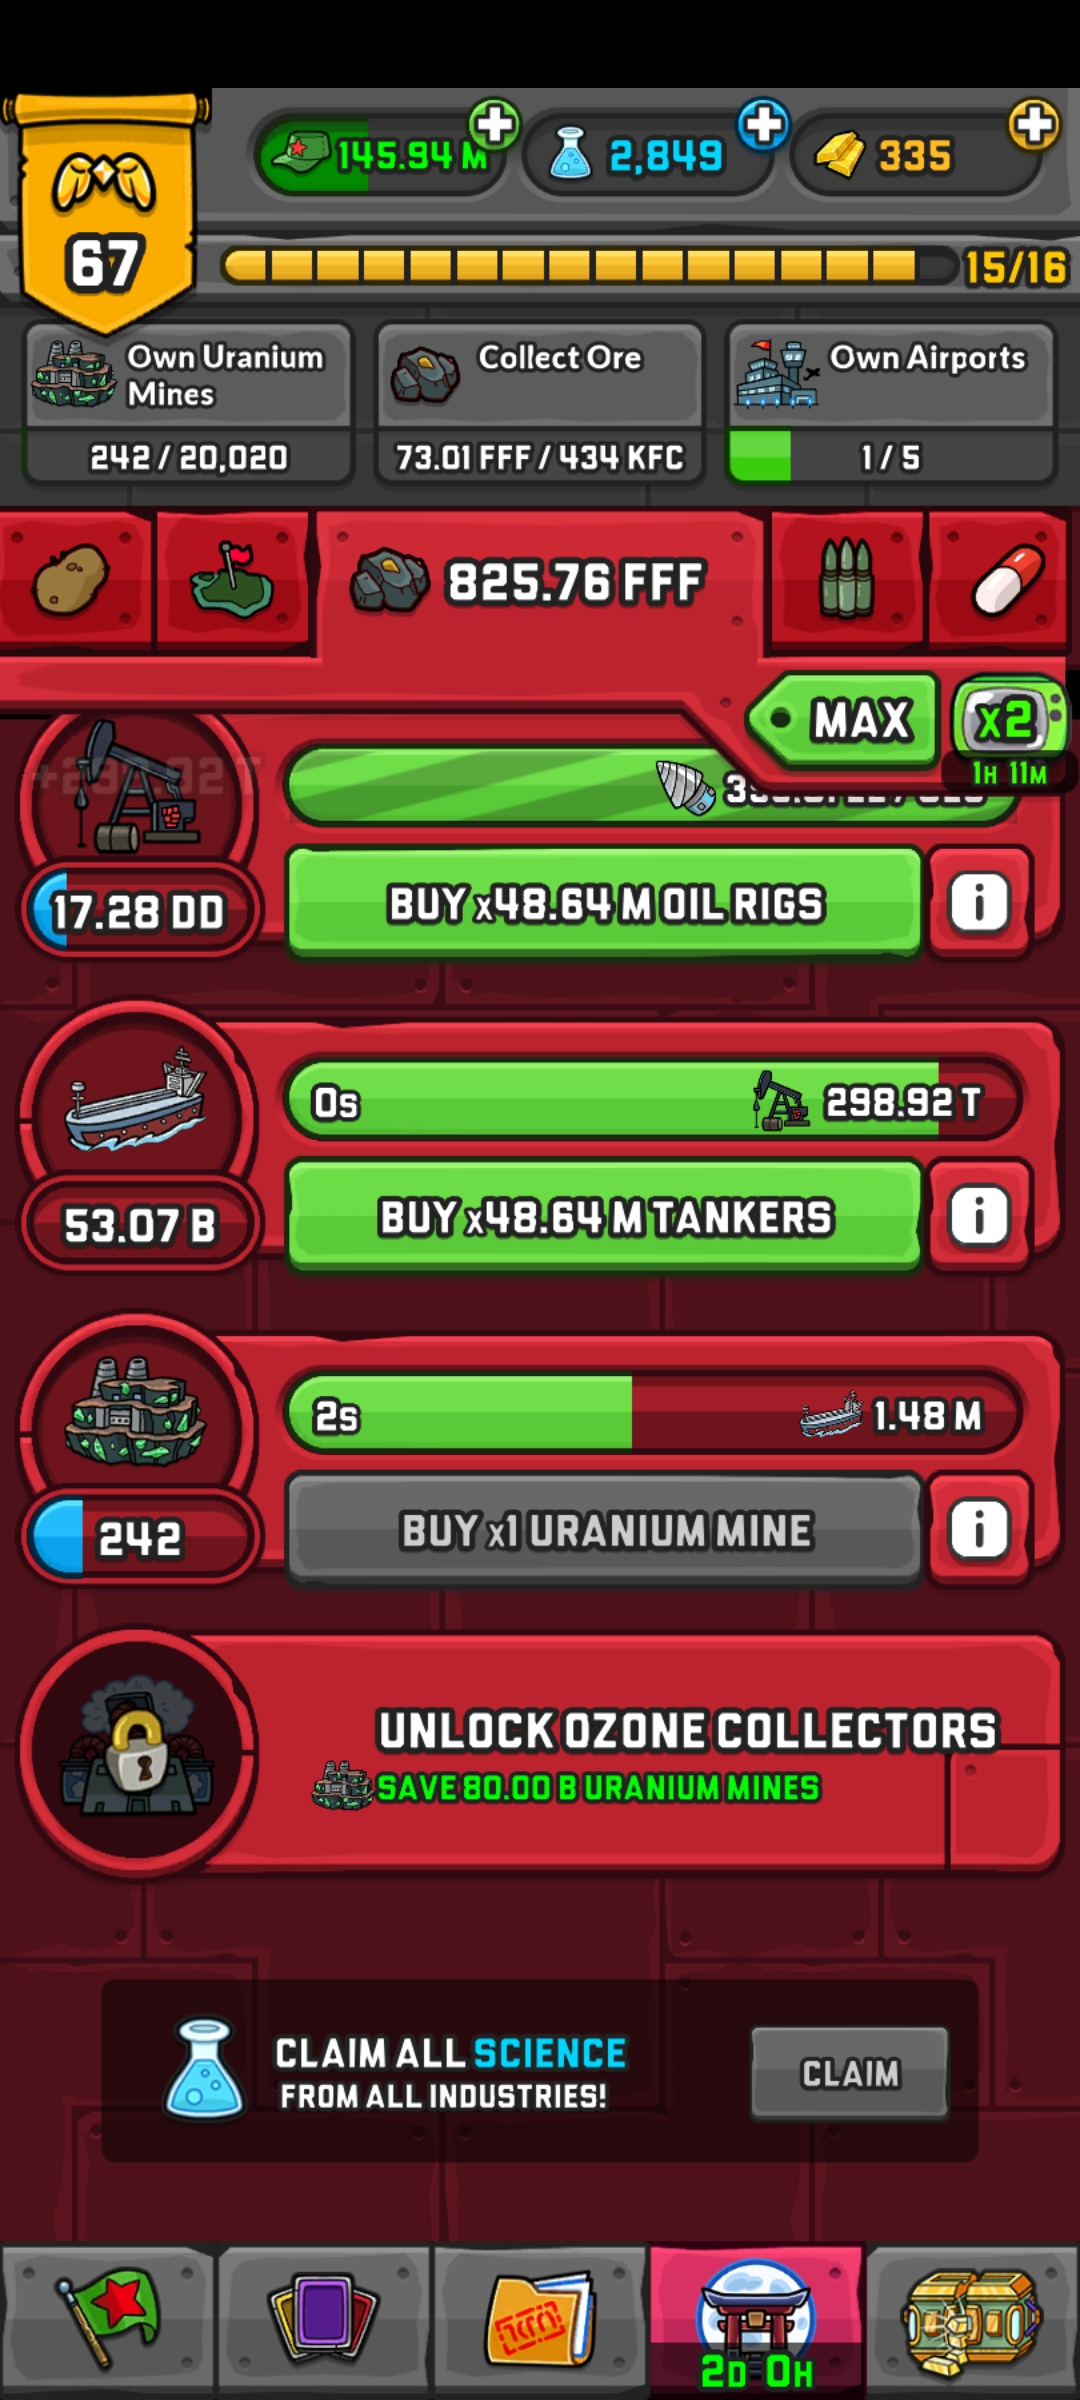 145.94 M
2,849
335
67
15/16
Own Uranium
Mines
242 / 20,020
Collect Ore
73.01 FFF / 434 KFC
Own Airports
1 / 5
825.76 FFF
MAX
x2
1H 11M
17.28 DD
BUY x48.64 M OIL RIGS
i
0s
298.92 T
53.07 B
BUY x48.64 M TANKERS
i
2s
1.48 M
242
BUY x1 URANIUM MINE
i
UNLOCK OZONE COLLECTORS
SAVE 80.00 B URANIUM MINES
CLAIM ALL SCIENCE
FROM ALL INDUSTRIES!
CLAIM
2D 0H